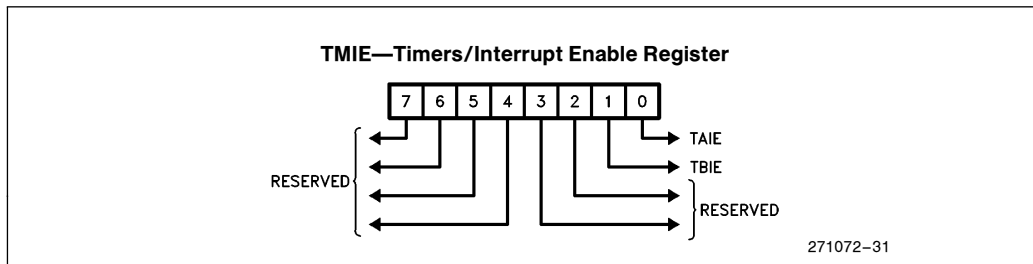 TMIE—Timers/Interrupt Enable Register
7 6 5 4 3 2 1 0
TAIE
TBIE
RESERVED
RESERVED
271072–31